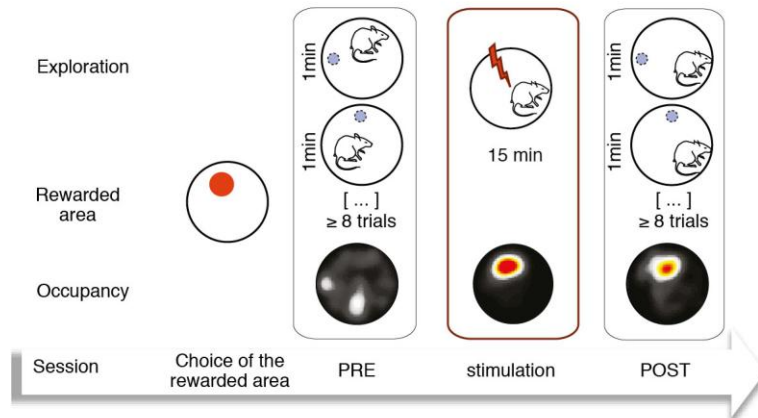 Exploration
1min
1min
15 min
1min
1min
Rewarded
area
[ ... ]
≥ 8 trials
[ ... ]
≥ 8 trials
Occupancy
Session
Choice of the
rewarded area
PRE
stimulation
POST